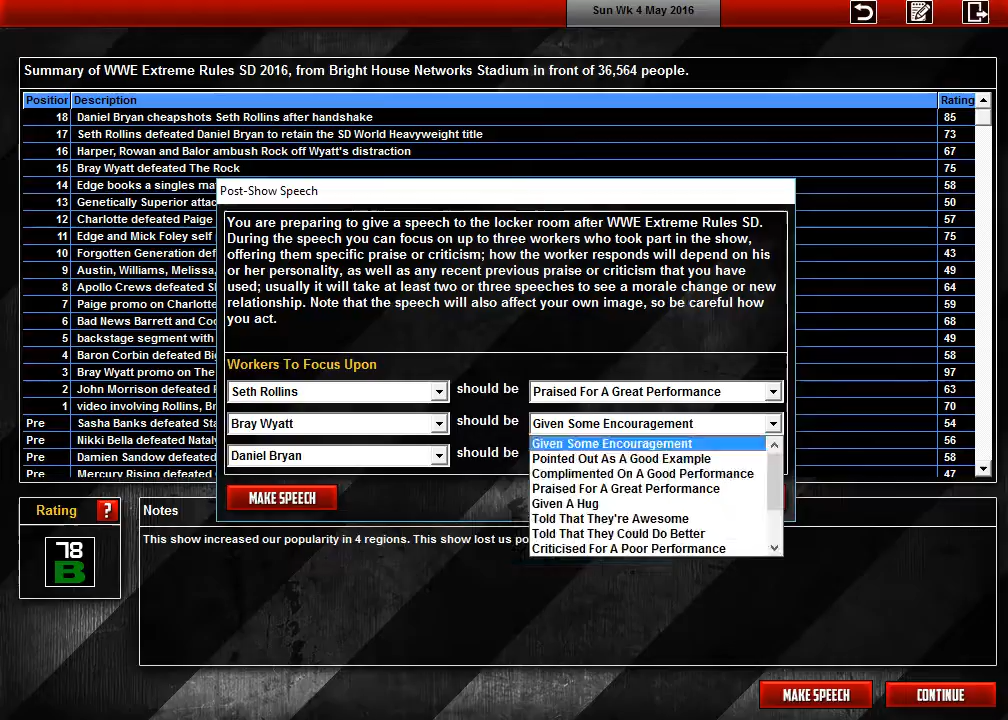 Sun Wk 4 May 2016
Summary of WWE Extreme Rules SD 2016, from Bright House Networks Stadium in front of 36,564 people.
Position Description Rating
18 Daniel Bryan cheapshots Seth Rollins after handshake 85
17 Seth Rollins defeated Daniel Bryan to retain the SD World Heavyweight title 73
16 Harper, Rowan and Balor ambush Rock off Wyatt's distraction 67
15 Bray Wyatt defeated The Rock 75
14 Edge books a singles ma 58
13 Genetically Superior attac 50
12 Charlotte defeated Paige 57
11 Edge and Mick Foley self 75
10 Forgotten Generation def 43
9 Austin, Williams, Melissa, 49
8 Apollo Crews defeated S 64
7 Paige promo on Charlotte 59
6 Bad News Barrett and Coo 68
5 backstage segment with 49
4 Baron Corbin defeated Bi 58
3 Bray Wyatt promo on The 97
2 John Morrison defeated 63
1 video involving Rollins, Br 70
Pre Sasha Banks defeated Sta 54
Pre Nikki Bella defeated Nataly 56
Pre Damien Sandow defeated 58
Pre Mercury Rising defeated 47
Post-Show Speech
You are preparing to give a speech to the locker room after WWE Extreme Rules SD.
During the speech you can focus on up to three workers who took part in the show,
offering them specific praise or criticism; how the worker responds will depend on his
or her personality, as well as any recent previous praise or criticism that you have
used; usually it will take at least two or three speeches to see a morale change or new
relationship. Note that the speech will also affect your own image, so be careful how
you act.
Workers To Focus Upon
Seth Rollins should be Praised For A Great Performance
Bray Wyatt should be Given Some Encouragement
Daniel Bryan should be
Given Some Encouragement
Pointed Out As A Good Example
Complimented On A Good Performance
Praised For A Great Performance
Given A Hug
Told That They're Awesome
Told That They Could Do Better
Criticised For A Poor Performance
MAKE SPEECH
Rating ?
78
B
Notes
This show increased our popularity in 4 regions. This show lost us po
MAKE SPEECH
CONTINUE